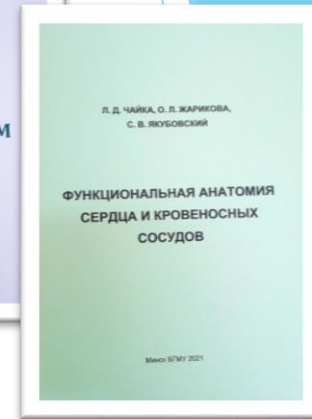 м
Л. Д. ЧАЙКА, О. Л. ЖАРИКОВА,
С. В. ЯКУБОВСКИЙ
ФУНКЦИОНАЛЬНАЯ АНАТОМИЯ
СЕРДЦА И КРОВЕНОСНЫХ
СОСУДОВ
Минск БГМУ 2021